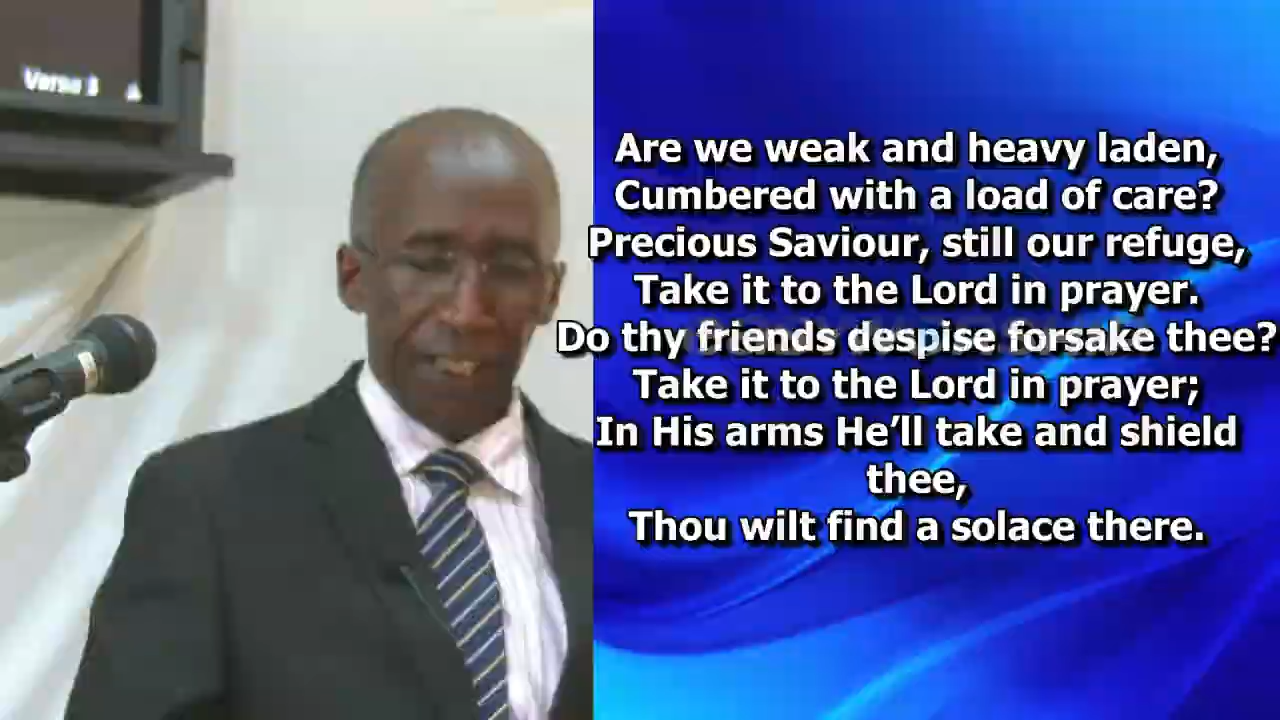 Verse 3
Are we weak and heavy laden,
Cumbered with a load of care?
Precious Saviour, still our refuge,
Take it to the Lord in prayer.
Do thy friends despise forsake thee?
Take it to the Lord in prayer;
In His arms He’ll take and shield
thee,
Thou wilt find a solace there.